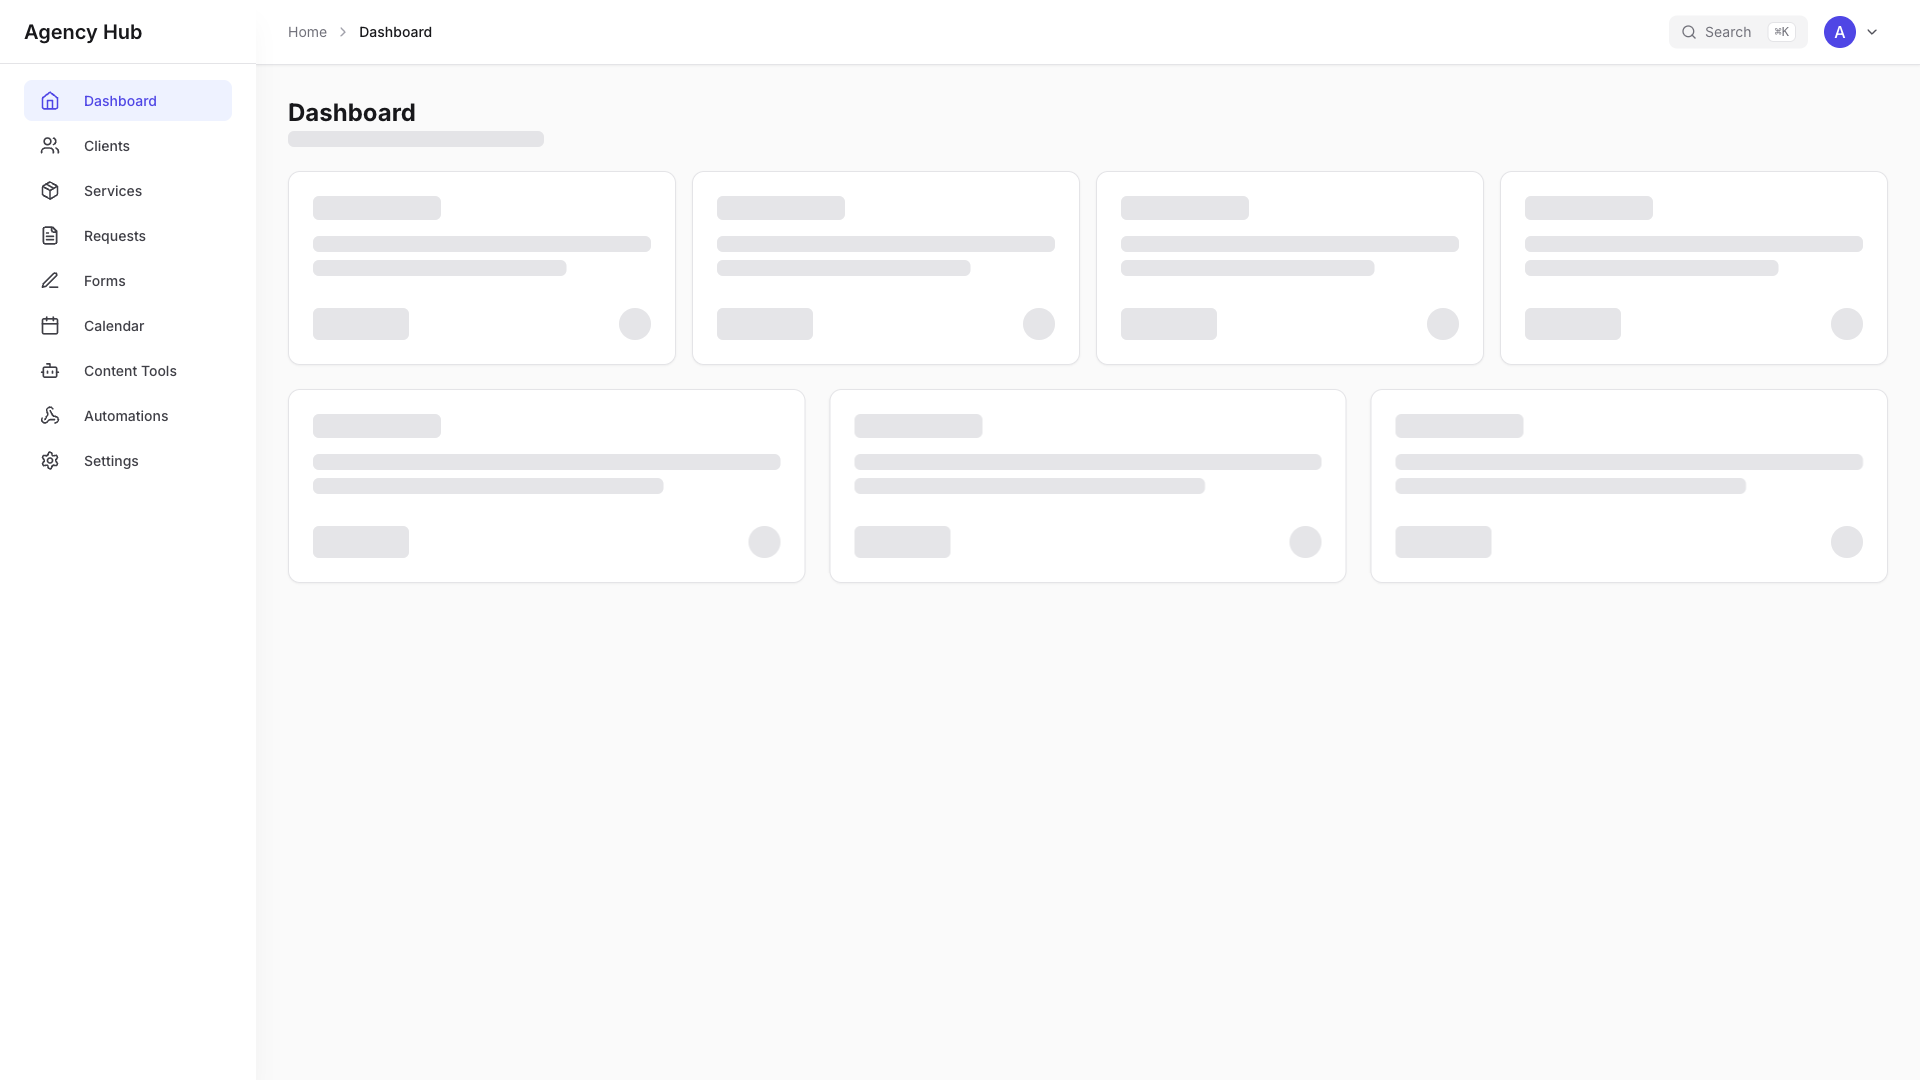 Agency Hub
Home
Dashboard
Search
⌘K
A
Dashboard
Clients
Services
Requests
Forms
Calendar
Content Tools
Automations
Settings
Dashboard